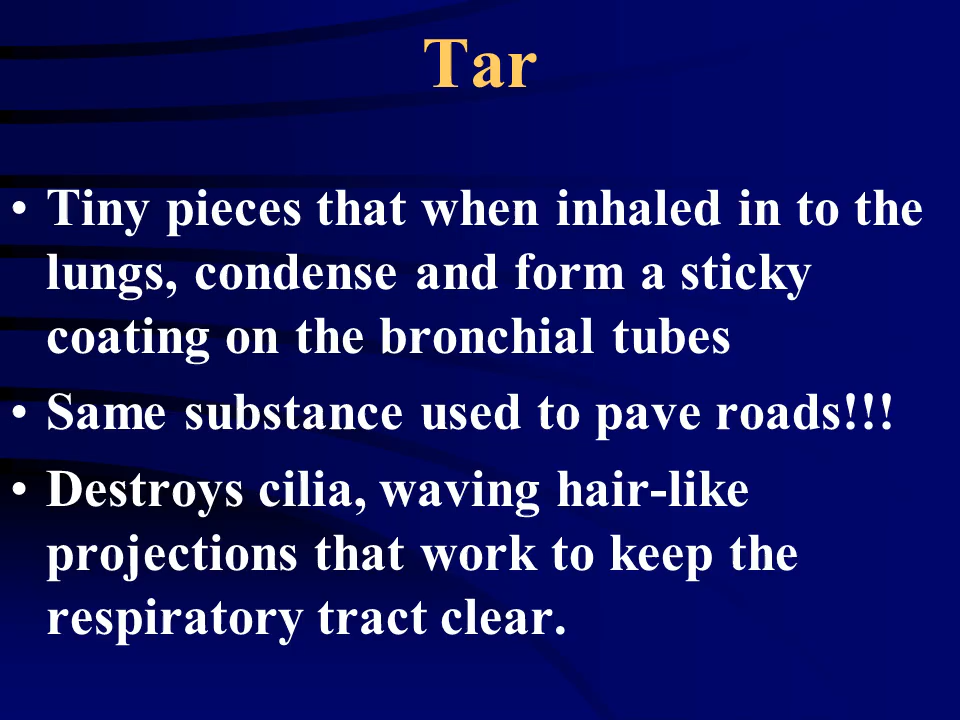 Tar
• Tiny pieces that when inhaled in to the
lungs, condense and form a sticky
coating on the bronchial tubes
• Same substance used to pave roads!!!
• Destroys cilia, waving hair-like
projections that work to keep the
respiratory tract clear.